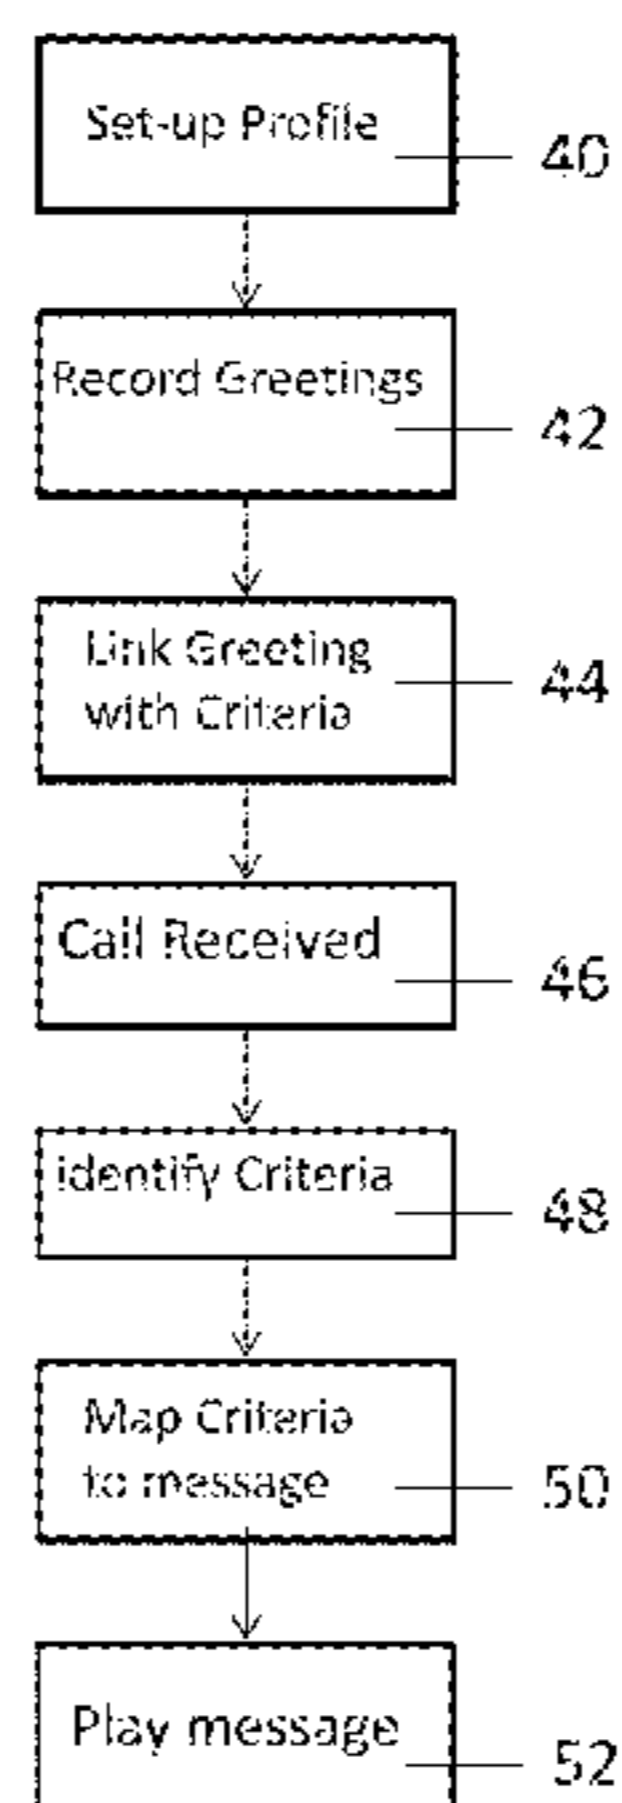 Set-up Profile
40
Record Greetings
42
Link Greeting
with Criteria
44
Call Received
46
identify Criteria
48
Map Criteria
to message
50
Play message
52